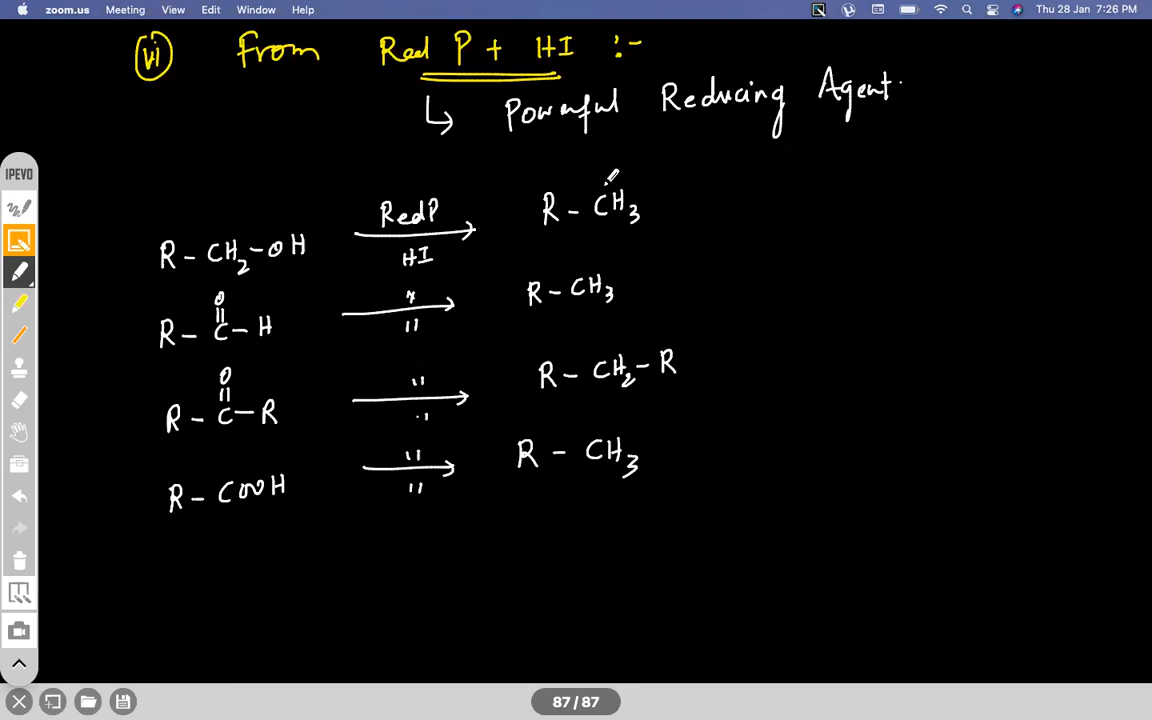 zoom.us Meeting View Edit Window Help Thu 28 Jan 7:26 PM
(vi) From Red P + HI :-
↳ Powerful Reducing Agent.
IPEVO
R - CH₂ - OH —Red P / HI→ R - CH₃
R - C(=O) - H —" / "→ R - CH₃
R - C(=O) - R —" / "→ R - CH₂ - R
R - COOH —" / "→ R - CH₃
87/87